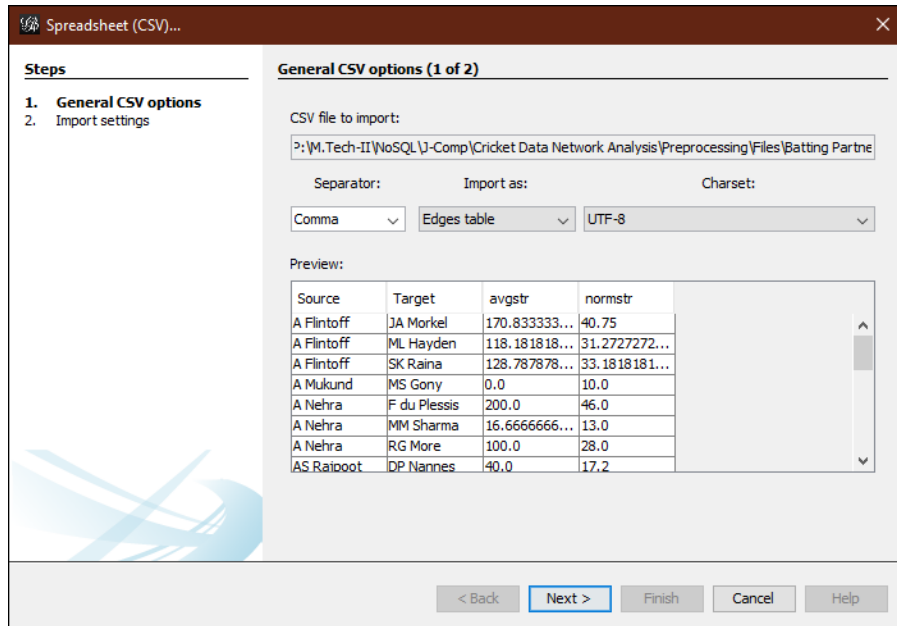 Spreadsheet (CSV)...
Steps
1. General CSV options
2. Import settings
General CSV options (1 of 2)
CSV file to import:
P:\M.Tech-II\NoSQL\J-Comp\Cricket Data Network Analysis\Preprocessing\Files\Batting Partne
Separator: Import as: Charset:
Comma Edges table UTF-8
Preview:
Source Target avgstr normstr
A Flintoff JA Morkel 170.833333... 40.75
A Flintoff ML Hayden 118.181818... 31.2727272...
A Flintoff SK Raina 128.787878... 33.1818181...
A Mukund MS Gony 0.0 10.0
A Nehra F du Plessis 200.0 46.0
A Nehra MM Sharma 16.6666666... 13.0
A Nehra RG More 100.0 28.0
AS Rajpoot DP Nannes 40.0 17.2
< Back Next > Finish Cancel Help